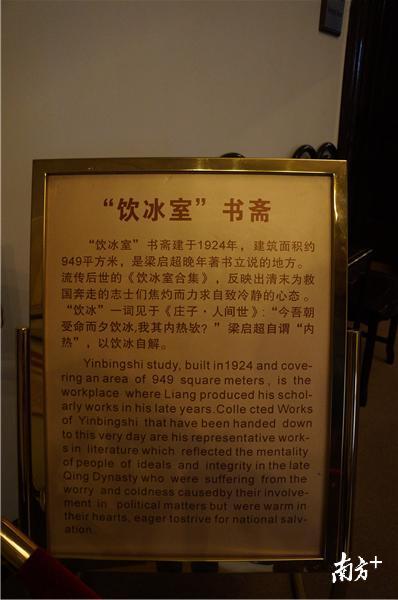 “饮冰室”书斋
“饮冰室”书斋建于1924年，建筑面积约
949平方米，是梁启超晚年著书立说的地方。
流传后世的《饮冰室合集》，反映出清末为救
国奔走的志士们焦灼而力求自致冷静的心态。
“饮冰”一词见于《庄子·人间世》：“今吾朝
受命而夕饮冰,我其内热欤？”梁启超自谓“内
热”，以饮冰自解。
Yinbingshi study, built in1924 and cove-
ring an area of 949 square meters, is the
workplace where Liang produced his schol-
arly works in his late years.Colle cted Works
of Yinbingshi that have been handed down
to this very day are his representative work-
s in literature which reflected the mentality
of people of ideals and integrity in the late
Qing Dynasty who were suffering from the
worry and coldness causedby their involve-
ment in political matters but were warm in
their hearts, eager tostrive for national salv-
ation.
南方+